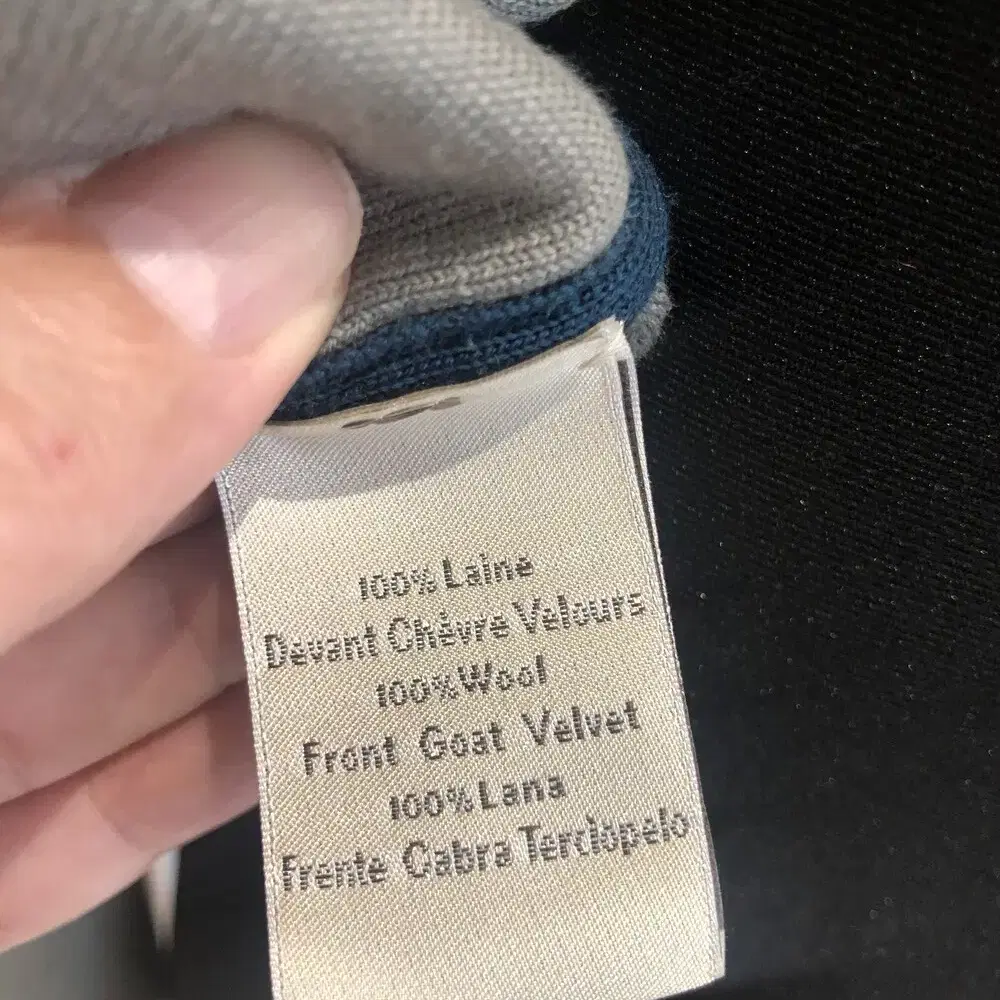 100% Laine
Devant Chèvre Velours
100% Wool
Front Goat Velvet
100% Lana
Frente Cabra Terciopelo